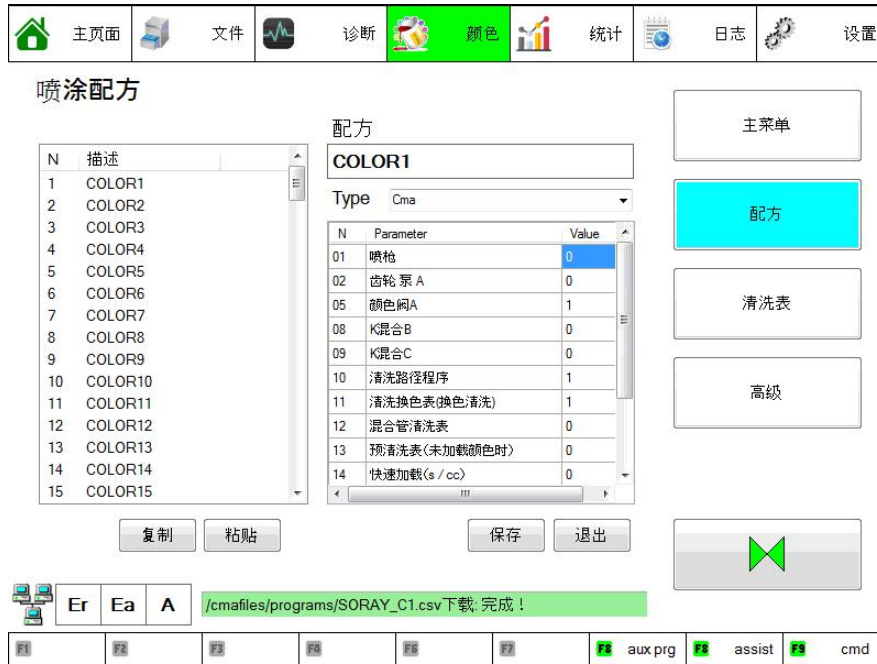 主页面 文件 诊断 颜色 统计 日志 设置
喷涂配方
N 描述
1 COLOR1
2 COLOR2
3 COLOR3
4 COLOR4
5 COLOR5
6 COLOR6
7 COLOR7
8 COLOR8
9 COLOR9
10 COLOR10
11 COLOR11
12 COLOR12
13 COLOR13
14 COLOR14
15 COLOR15
复制 粘贴
配方
COLOR1
Type Cma
N Parameter Value
01 喷枪 0
02 齿轮 泵 A 0
05 颜色阀A 1
08 K混合B 0
09 K混合C 0
10 清洗路径程序 1
11 清洗换色表(换色清洗) 1
12 混合管清洗表 0
13 预清洗表(未加载颜色时) 0
14 快速加载(s / cc) 0
保存 退出
主菜单
配方
清洗表
高级
Er Ea A /cmafiles/programs/SORAY_C1.csv下载: 完成！
F1 F2 F3 F4 F6 F7 F8 aux prg F8 assist F9 cmd